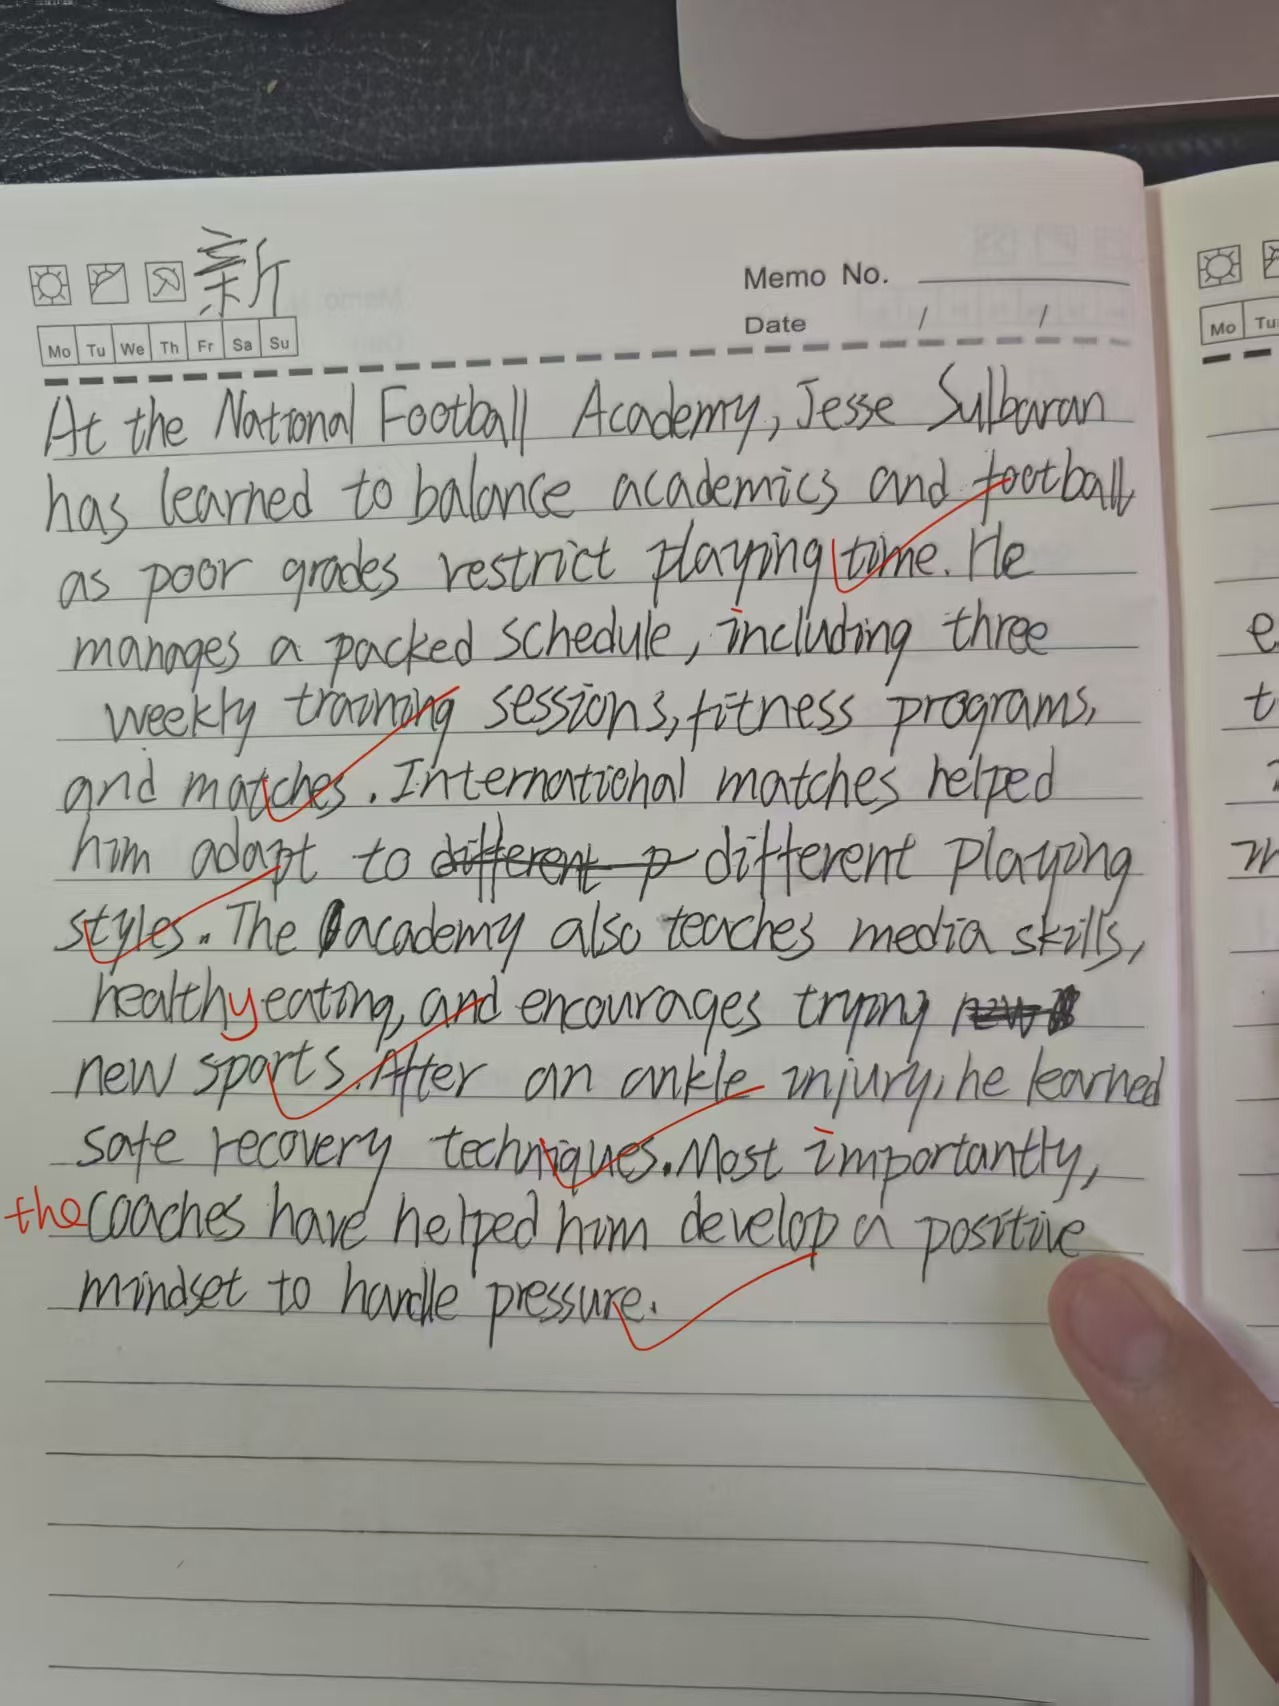 新
Memo No.
Mo Tu We Th Fr Sa Su
Date / /
At the National Football Academy, Jesse Sulbaran
has learned to balance academics and football,
as poor grades restrict playing time. He
manages a packed schedule, including three
weekly training sessions, fitness programs,
and matches. International matches helped
him adapt to different p different playing
styles. The academy also teaches media skills,
healthy eating, and encourages trying new
new sports. After an ankle injury, he learned
safe recovery techniques. Most importantly,
the coaches have helped him develop a positive
mindset to handle pressure.
Mo Tu
e
t